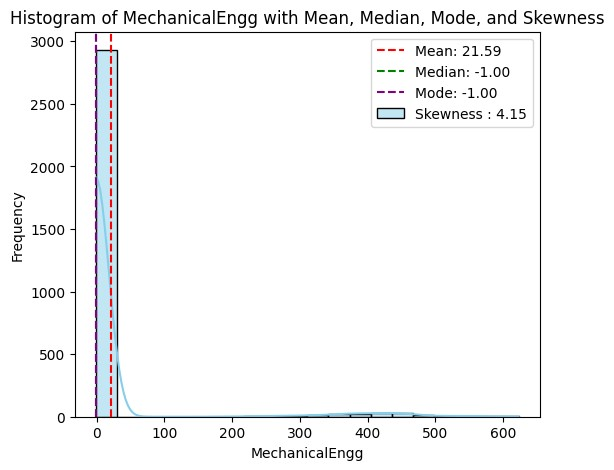 Histogram of MechanicalEngg with Mean, Median, Mode, and Skewness
3000
2500
2000
1500
1000
500
0
Frequency
Mean: 21.59
Median: -1.00
Mode: -1.00
Skewness : 4.15
0 100 200 300 400 500 600
MechanicalEngg